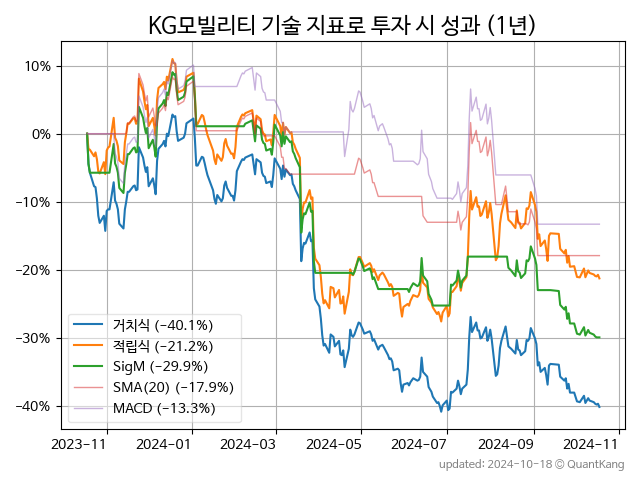 KG모빌리티 기술 지표로 투자 시 성과 (1년)
10%
0%
−10%
−20%
−30%
−40%
거치식 (−40.1%)
적립식 (−21.2%)
SigM (−29.9%)
SMA(20) (−17.9%)
MACD (−13.3%)
2023-11 2024-01 2024-03 2024-05 2024-07 2024-09 2024-11
updated: 2024-10-18 © QuantKang